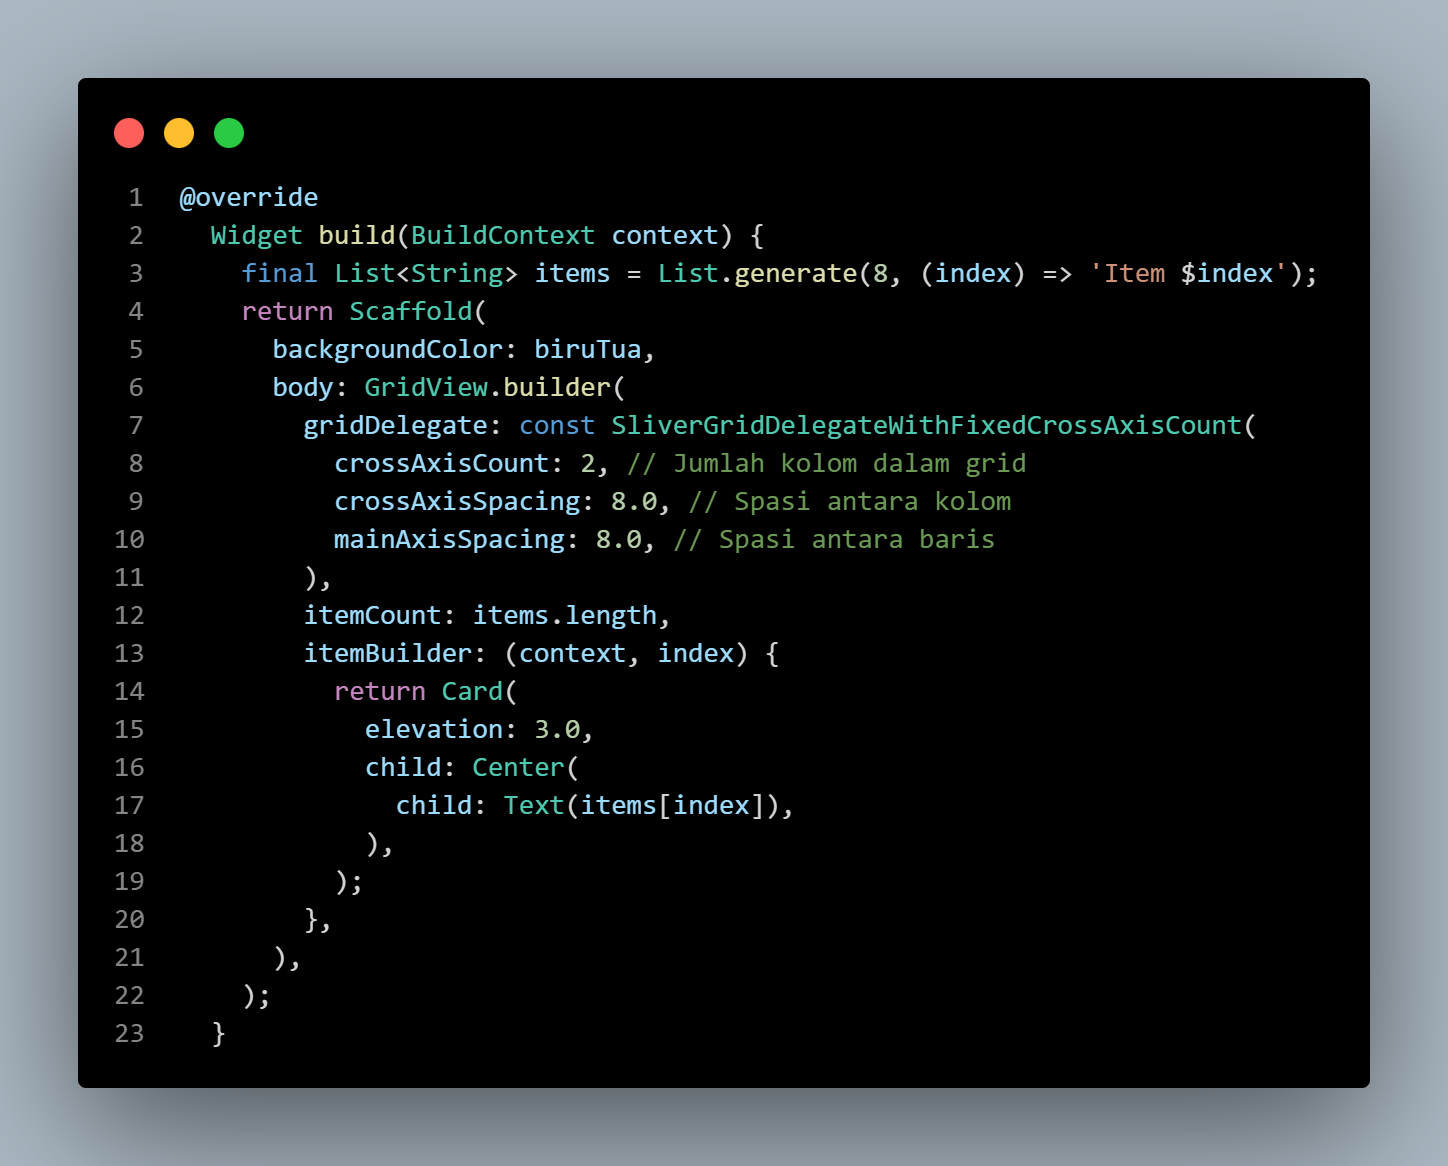 1 @override
2   Widget build(BuildContext context) {
3     final List<String> items = List.generate(8, (index) => 'Item $index');
4     return Scaffold(
5       backgroundColor: biruTua,
6       body: GridView.builder(
7         gridDelegate: const SliverGridDelegateWithFixedCrossAxisCount(
8           crossAxisCount: 2, // Jumlah kolom dalam grid
9           crossAxisSpacing: 8.0, // Spasi antara kolom
10           mainAxisSpacing: 8.0, // Spasi antara baris
11         ),
12         itemCount: items.length,
13         itemBuilder: (context, index) {
14           return Card(
15             elevation: 3.0,
16             child: Center(
17               child: Text(items[index]),
18             ),
19           );
20         },
21       ),
22     );
23   }